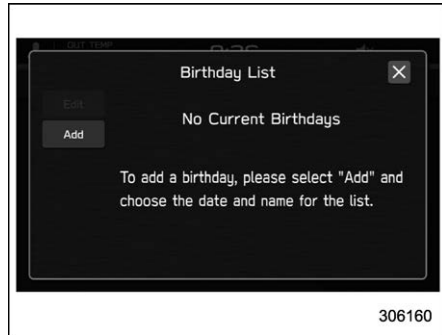 OUT TEMP
Birthday List
Edit
No Current Birthdays
Add
To add a birthday, please select "Add" and
choose the date and name for the list.
306160